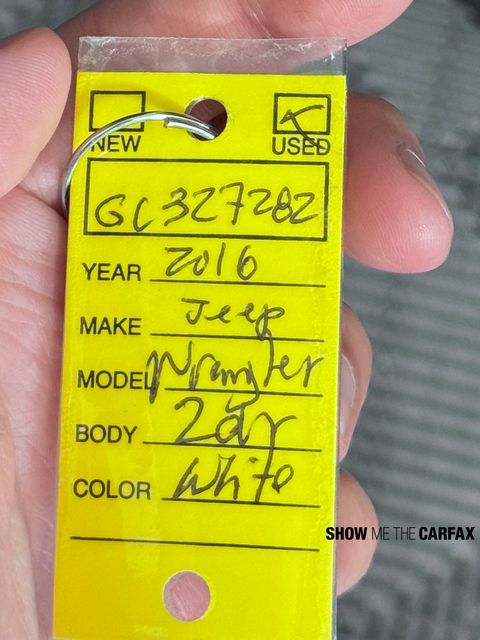 NEW USED
GC327282
YEAR 2016
MAKE Jeep
MODEL Wrangler
BODY 2dr
COLOR White
SHOW ME THE CARFAX